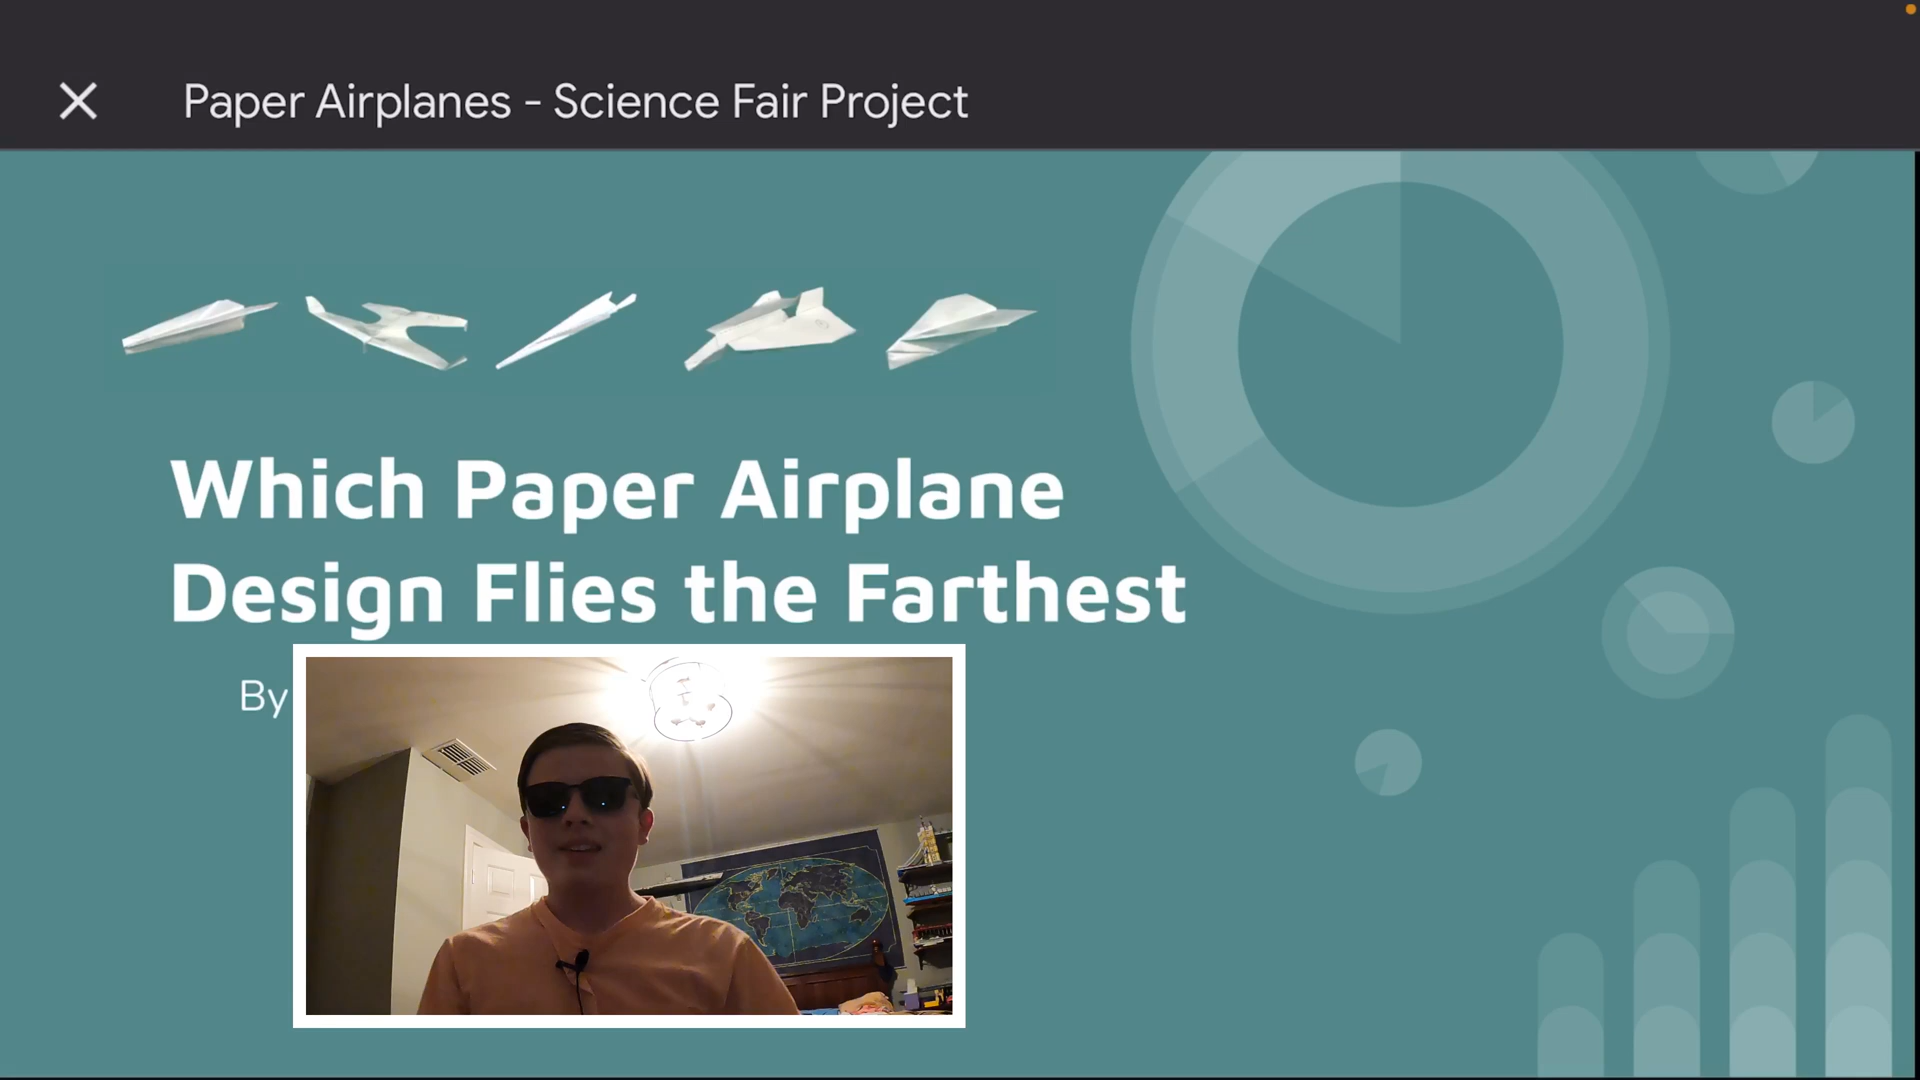 Paper Airplanes - Science Fair Project
Which Paper Airplane
Design Flies the Farthest
By